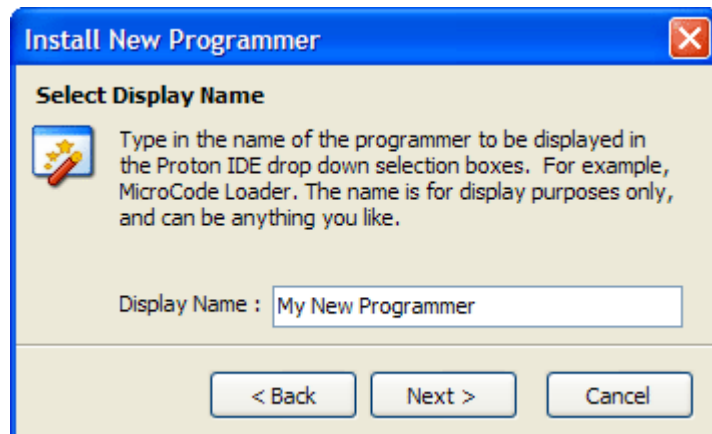 Install New Programmer
Select Display Name
Type in the name of the programmer to be displayed in
the Proton IDE drop down selection boxes.  For example,
MicroCode Loader. The name is for display purposes only,
and can be anything you like.
Display Name : My New Programmer
< Back Next > Cancel